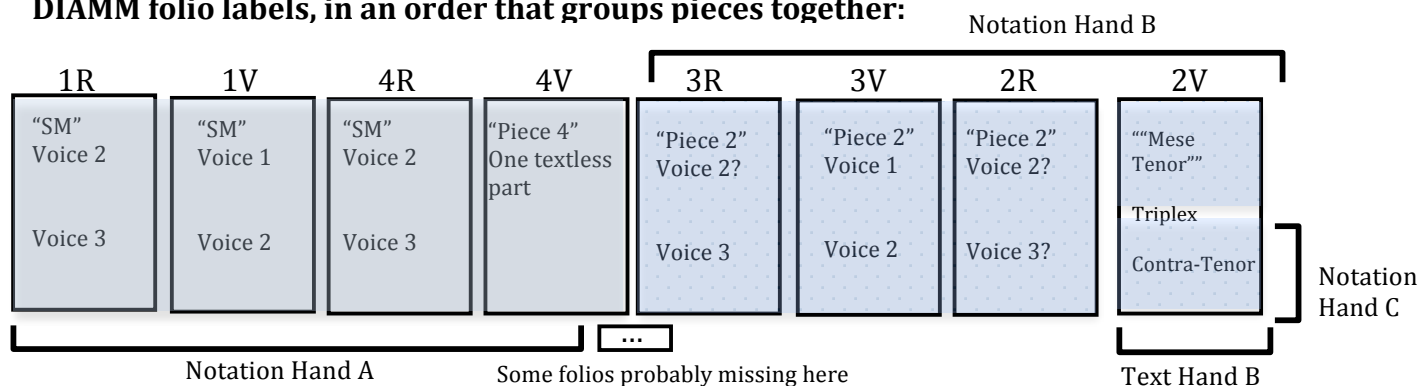 DIAMM folio labels, in an order that groups pieces together:
Notation Hand B
1R
1V
4R
4V
3R
3V
2R
2V
“SM”
Voice 2
Voice 3
“SM”
Voice 1
Voice 2
“SM”
Voice 2
Voice 3
“Piece 4”
One textless
part
“Piece 2”
Voice 2?
Voice 3
“Piece 2”
Voice 1
Voice 2
“Piece 2”
Voice 2?
Voice 3?
““Mese
Tenor””
Triplex
Contra-Tenor
Notation
Hand C
...
Notation Hand A
Some folios probably missing here
Text Hand B